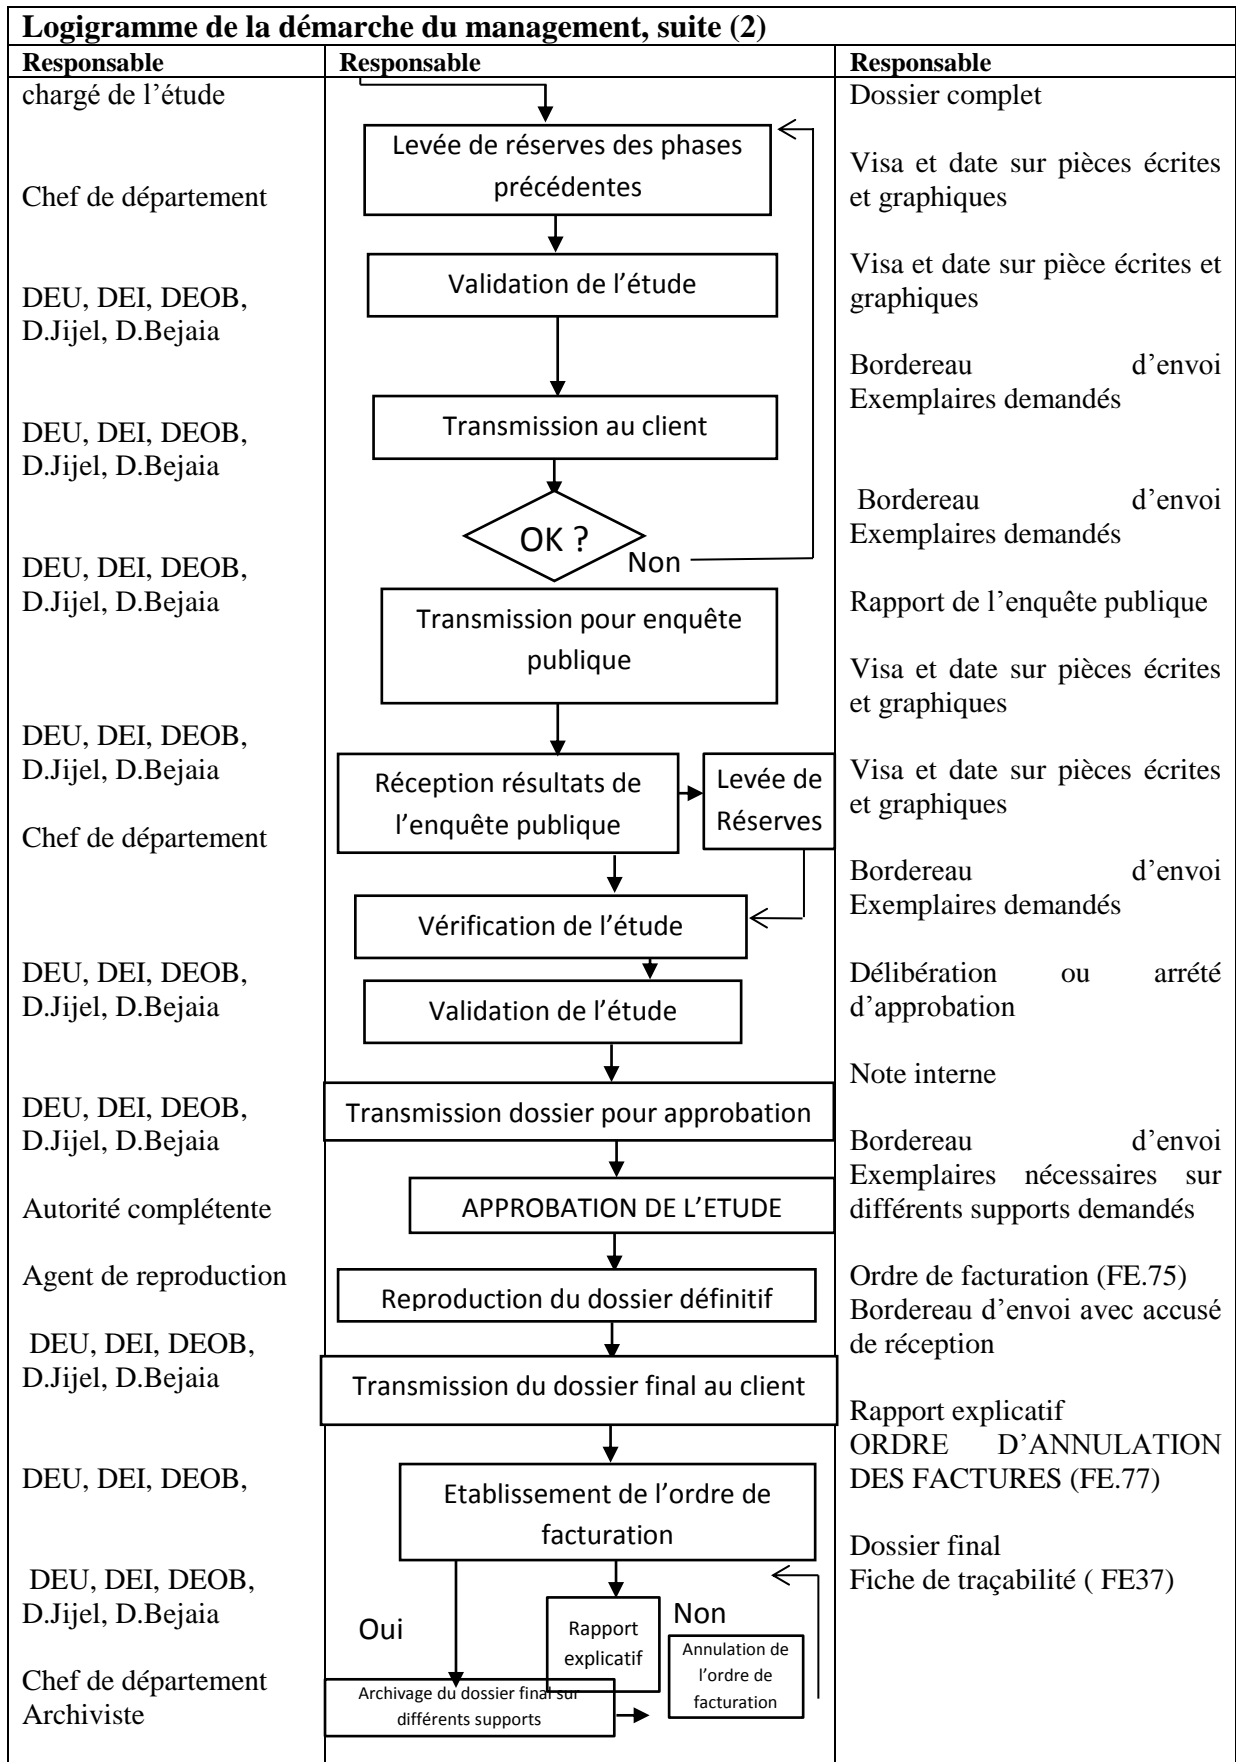 Logigramme de la démarche du management, suite (2)
Responsable
Responsable
Responsable
chargé de l'étude
Chef de département
DEU, DEI, DEOB,
D.Jijel, D.Bejaia
DEU, DEI, DEOB,
D.Jijel, D.Bejaia
DEU, DEI, DEOB,
D.Jijel, D.Bejaia
DEU, DEI, DEOB,
D.Jijel, D.Bejaia
Chef de département
DEU, DEI, DEOB,
D.Jijel, D.Bejaia
DEU, DEI, DEOB,
D.Jijel, D.Bejaia
Autorité complétente
Agent de reproduction
DEU, DEI, DEOB,
D.Jijel, D.Bejaia
DEU, DEI, DEOB,
DEU, DEI, DEOB,
D.Jijel, D.Bejaia
Chef de département
Archiviste
Levée de réserves des phases
précédentes
Validation de l'étude
Transmission au client
OK ?
Non
Transmission pour enquête
publique
Réception résultats de
l'enquête publique
Levée de
Réserves
Vérification de l'étude
Validation de l'étude
Transmission dossier pour approbation
APPROBATION DE L'ETUDE
Reproduction du dossier définitif
Transmission du dossier final au client
Etablissement de l'ordre de
facturation
Oui
Rapport
explicatif
Non
Annulation de
l'ordre de
facturation
Archivage du dossier final sur
différents supports
Dossier complet
Visa et date sur pièces écrites
et graphiques
Visa et date sur pièce écrites et
graphiques
Bordereau d'envoi
Exemplaires demandés
Bordereau d'envoi
Exemplaires demandés
Rapport de l'enquête publique
Visa et date sur pièces écrites
et graphiques
Visa et date sur pièces écrites
et graphiques
Bordereau d'envoi
Exemplaires demandés
Délibération ou arrété
d'approbation
Note interne
Bordereau d'envoi
Exemplaires nécessaires sur
différents supports demandés
Ordre de facturation (FE.75)
Bordereau d'envoi avec accusé
de réception
Rapport explicatif
ORDRE D'ANNULATION
DES FACTURES (FE.77)
Dossier final
Fiche de traçabilité ( FE37)